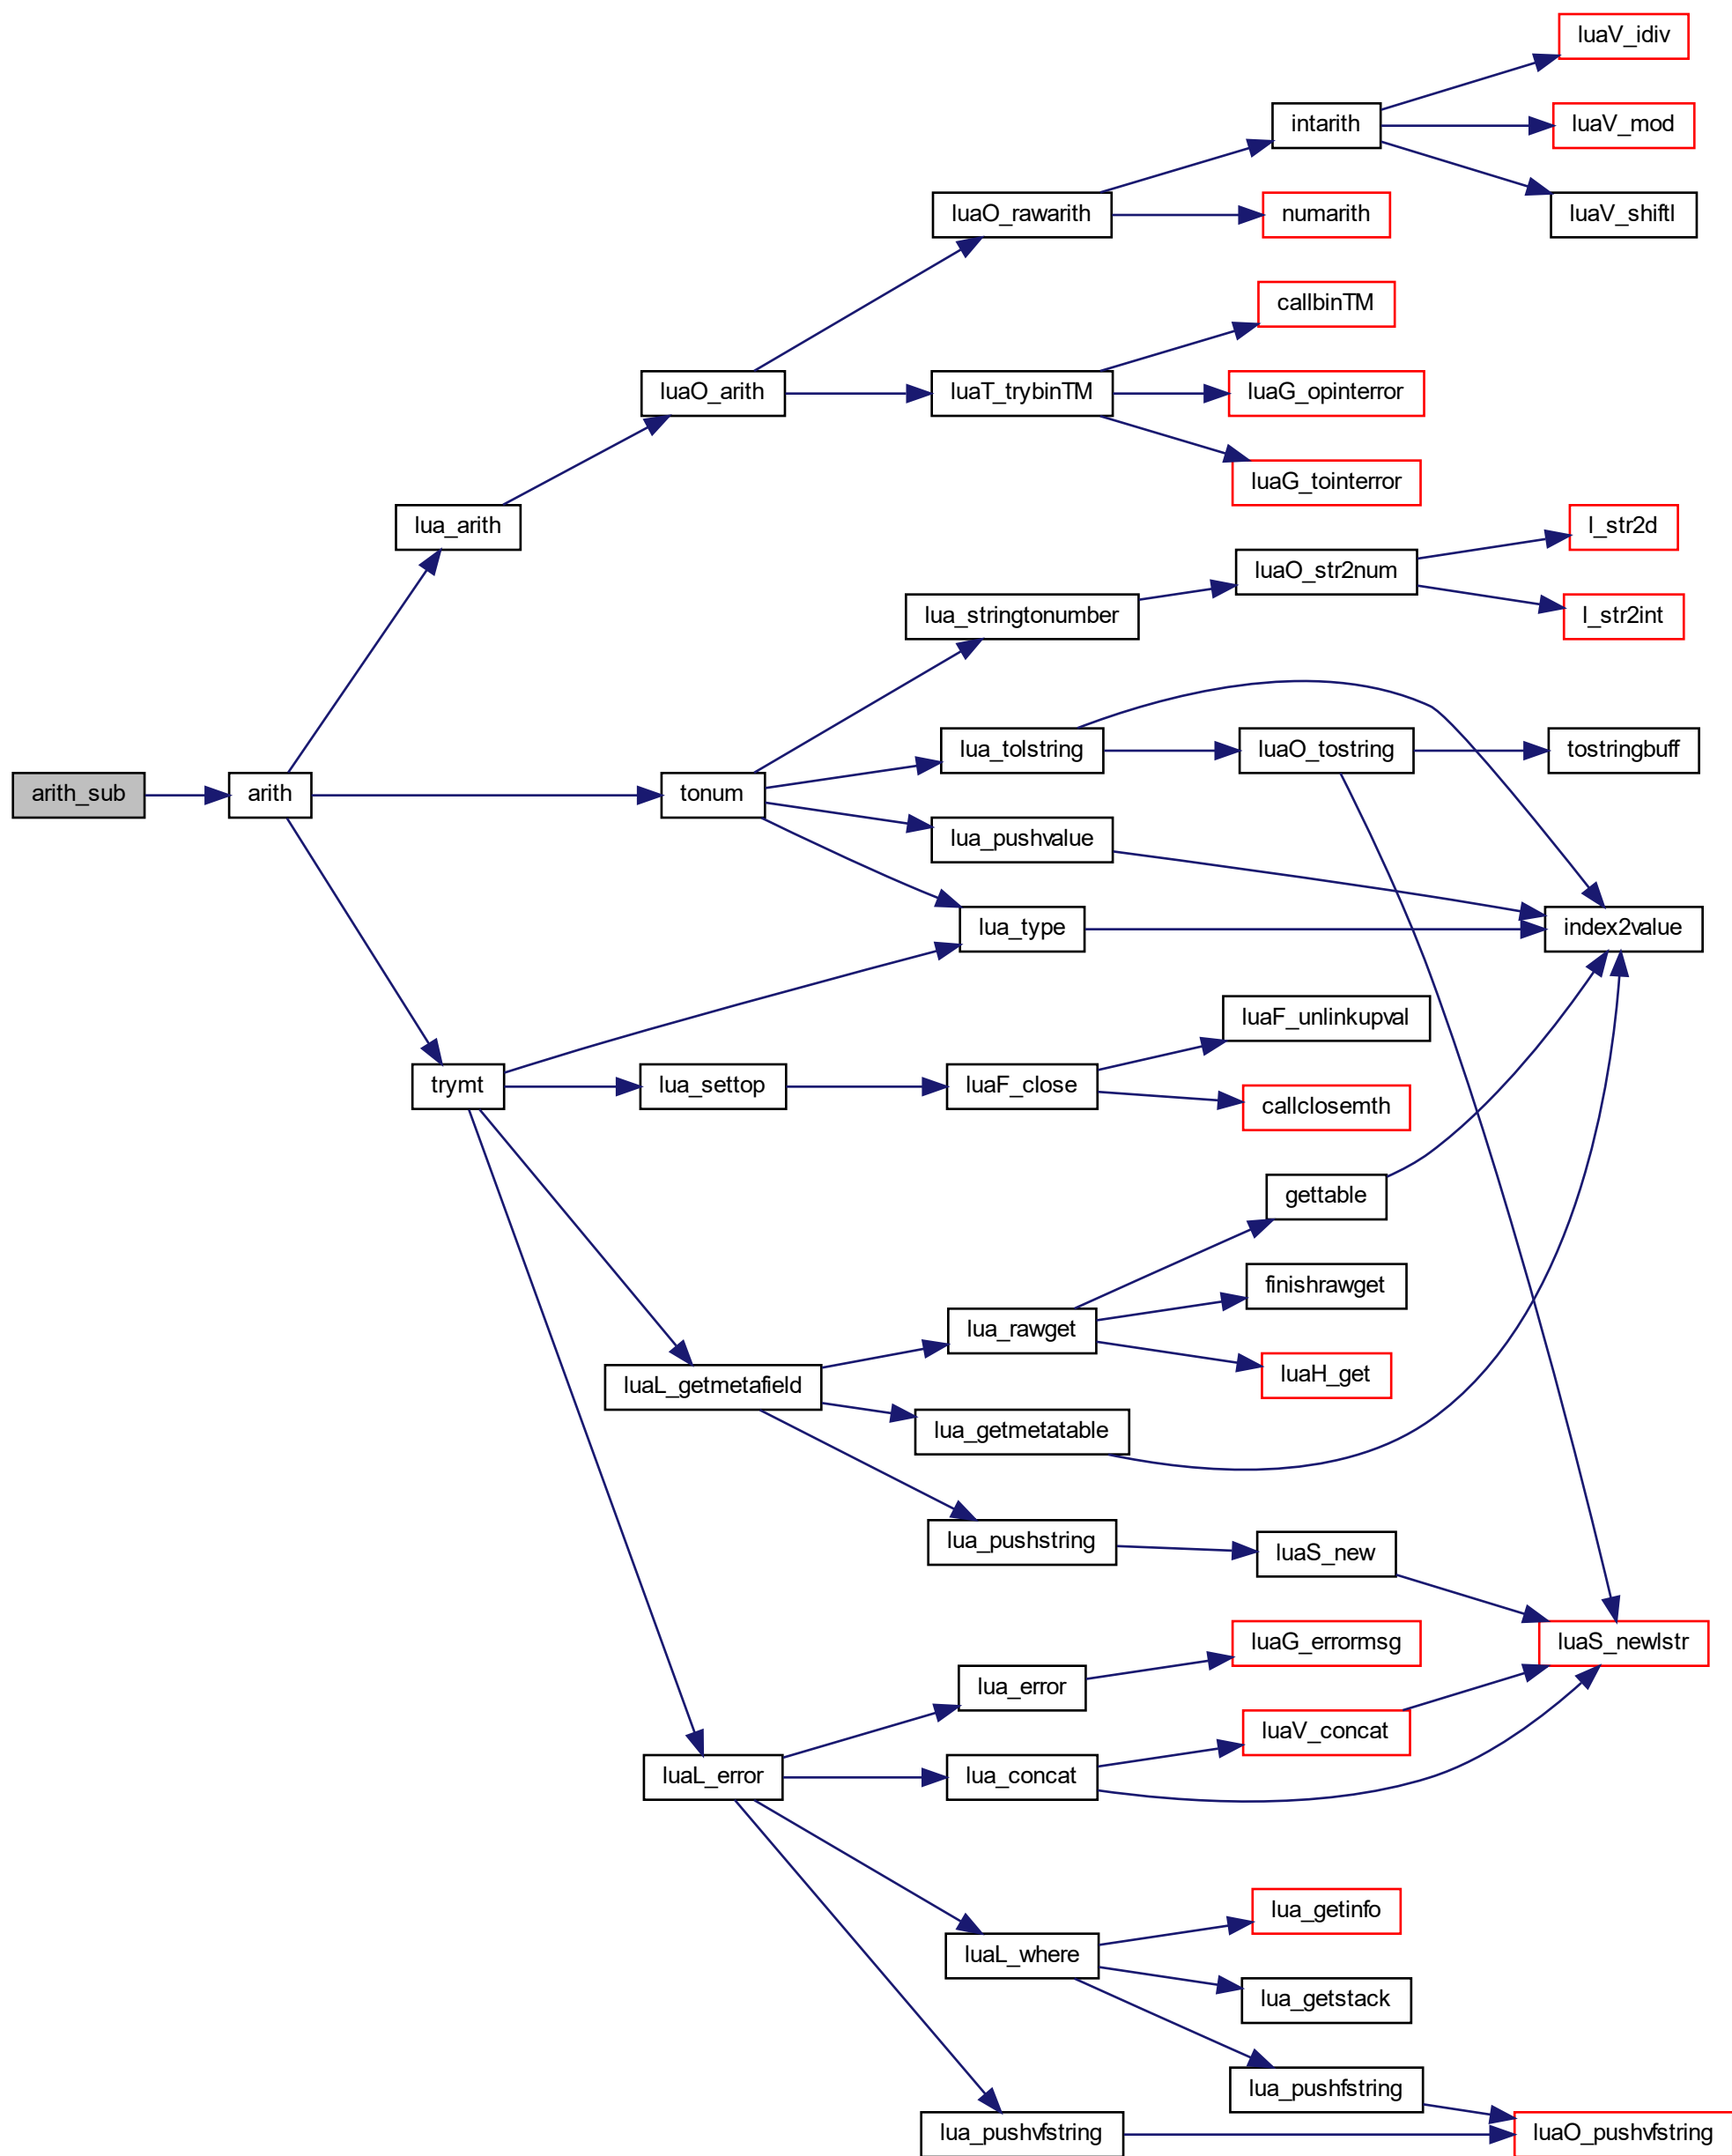 luaV_idiv
intarith
luaV_mod
luaO_rawarith
numarith
luaV_shiftl
callbinTM
luaO_arith
luaT_trybinTM
luaG_opinterror
luaG_tointerror
lua_arith
l_str2d
luaO_str2num
lua_stringtonumber
l_str2int
lua_tolstring
luaO_tostring
tostringbuff
arith_sub
arith
tonum
lua_pushvalue
lua_type
index2value
luaF_unlinkupval
trymt
lua_settop
luaF_close
callclosemth
gettable
finishrawget
lua_rawget
luaH_get
luaL_getmetafield
lua_getmetatable
lua_pushstring
luaS_new
luaS_newlstr
luaG_errormsg
lua_error
luaV_concat
luaL_error
lua_concat
lua_getinfo
luaL_where
lua_getstack
lua_pushfstring
lua_pushvfstring
luaO_pushvfstring